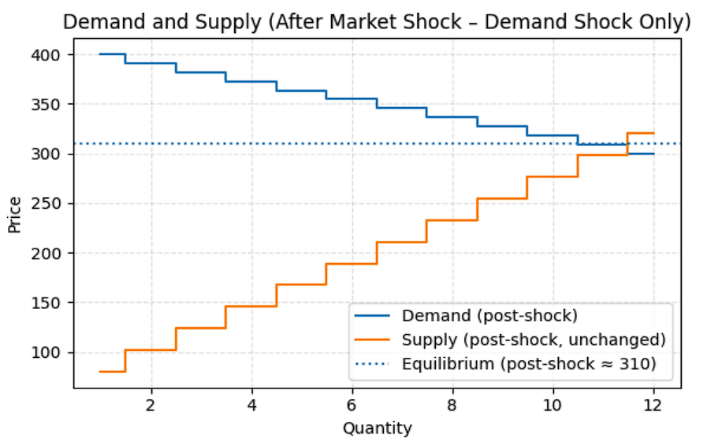 Demand and Supply (After Market Shock – Demand Shock Only)
400
350
300
250
200
150
100
Price
Demand (post-shock)
Supply (post-shock, unchanged)
Equilibrium (post-shock ≈ 310)
2
4
6
8
10
12
Quantity